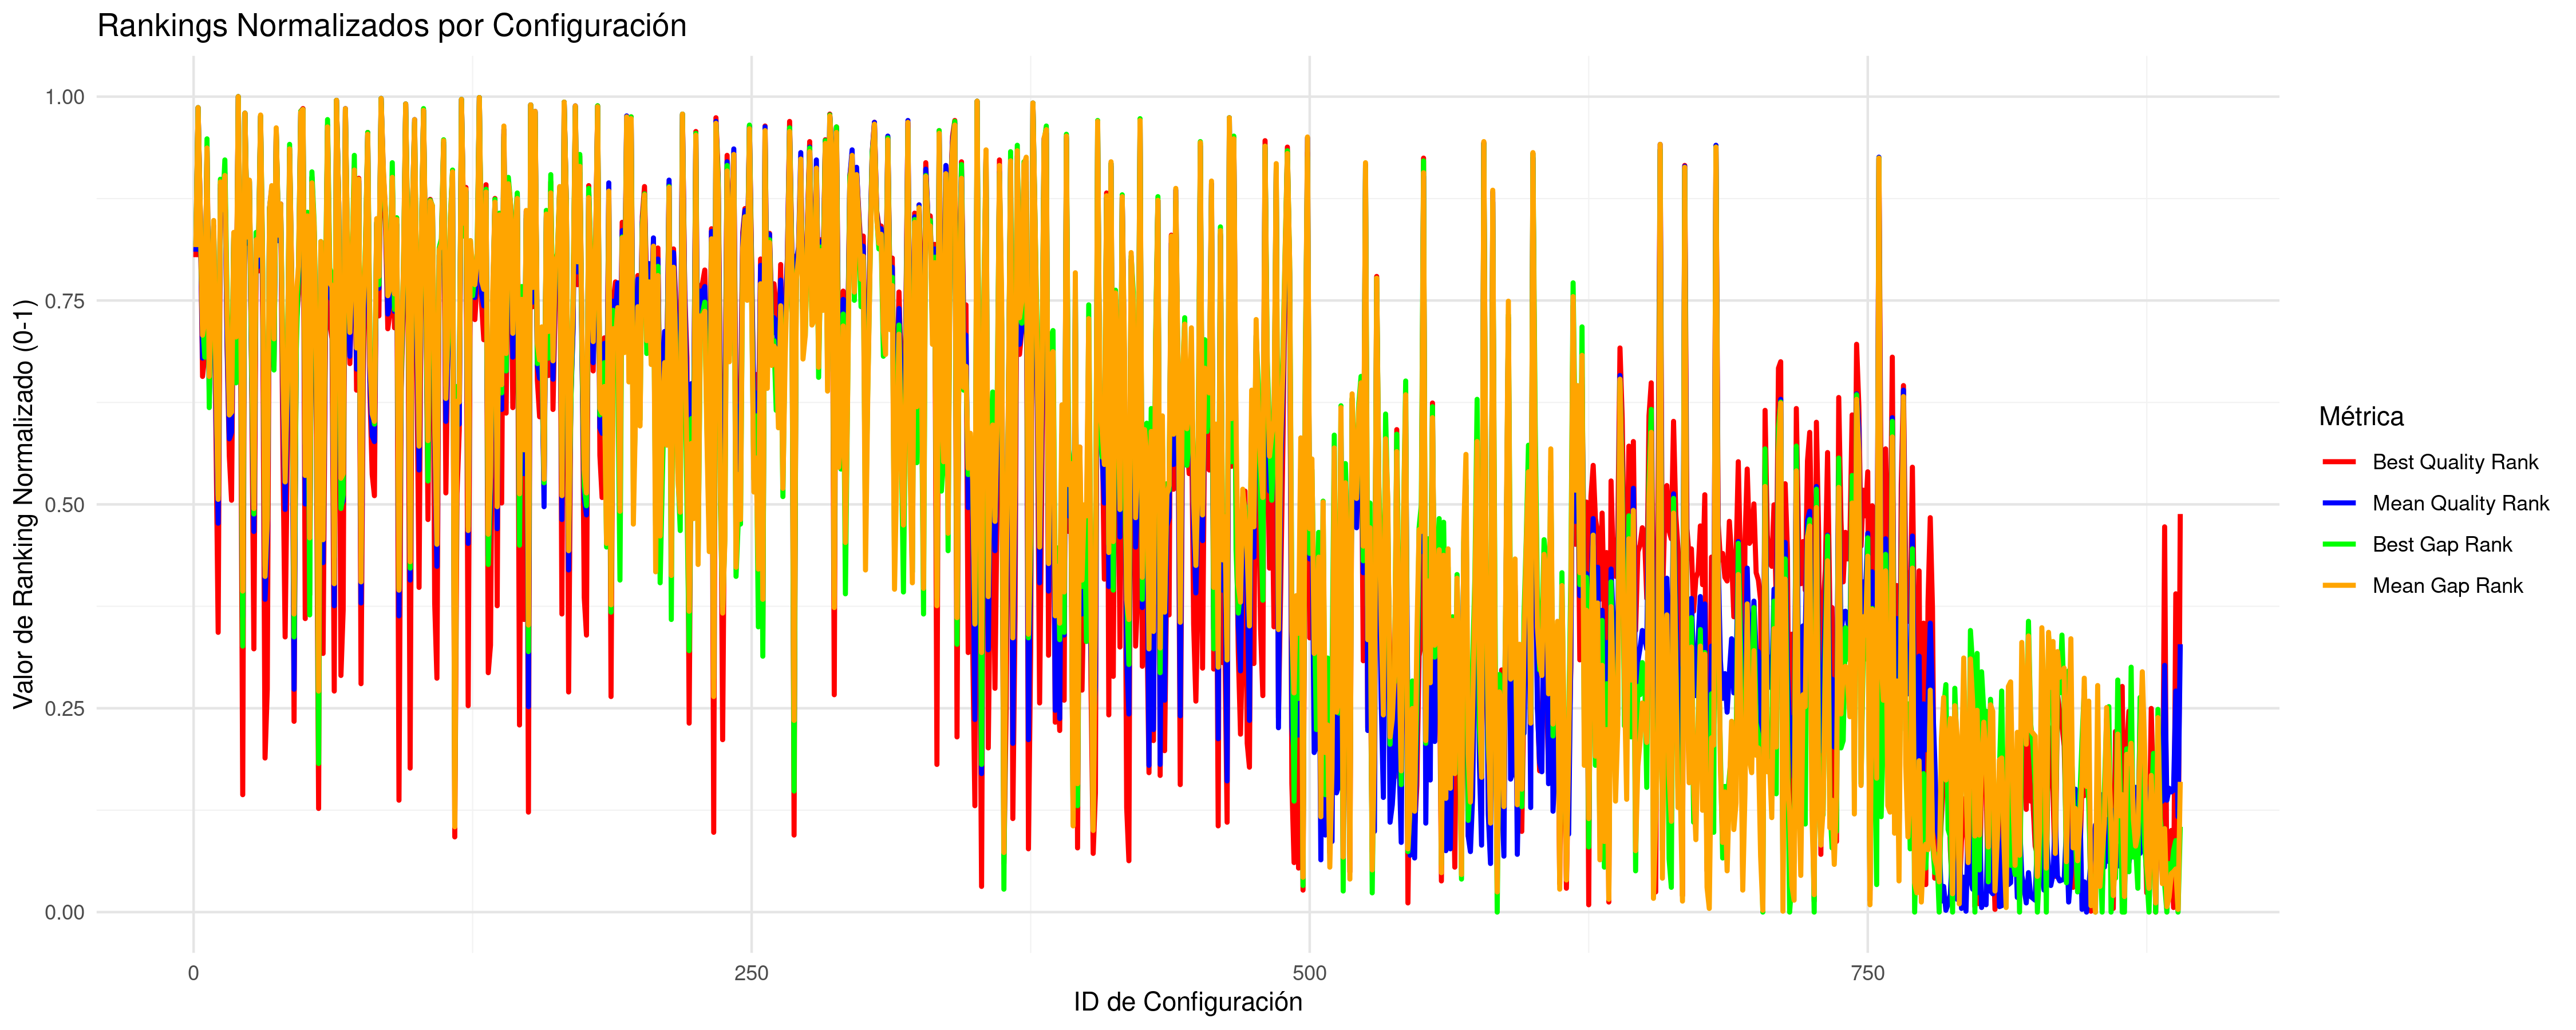 Rankings Normalizados por Configuración
Valor de Ranking Normalizado (0-1)
1.00
0.75
0.50
0.25
0.00
0
250
500
750
ID de Configuración
Métrica
Best Quality Rank
Mean Quality Rank
Best Gap Rank
Mean Gap Rank